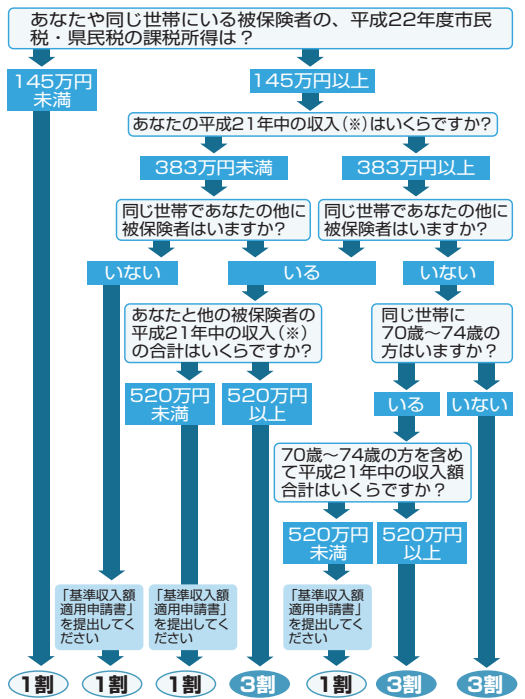 あなたや同じ世帯にいる被保険者の、平成22年度市民
税・県民税の課税所得は？
145万円
未満
145万円以上
あなたの平成21年中の収入(※)はいくらですか?
383万円未満
383万円以上
同じ世帯であなたの他に
被保険者はいますか?
同じ世帯であなたの他に
被保険者はいますか?
いない
いる
いない
あなたと他の被保険者の
平成21年中の収入(※)
の合計はいくらですか?
同じ世帯に
70歳～74歳の
方はいますか？
520万円
未満
520万円
以上
いる
いない
70歳～74歳の方を含め
て平成21年中の収入額
合計はいくらですか？
520万円
未満
520万円
以上
「基準収入額
適用申請書」
を提出してく
ださい
「基準収入額
適用申請書」
を提出してく
ださい
「基準収入額
適用申請書」
を提出してく
ださい
1割
1割
1割
3割
1割
3割
3割